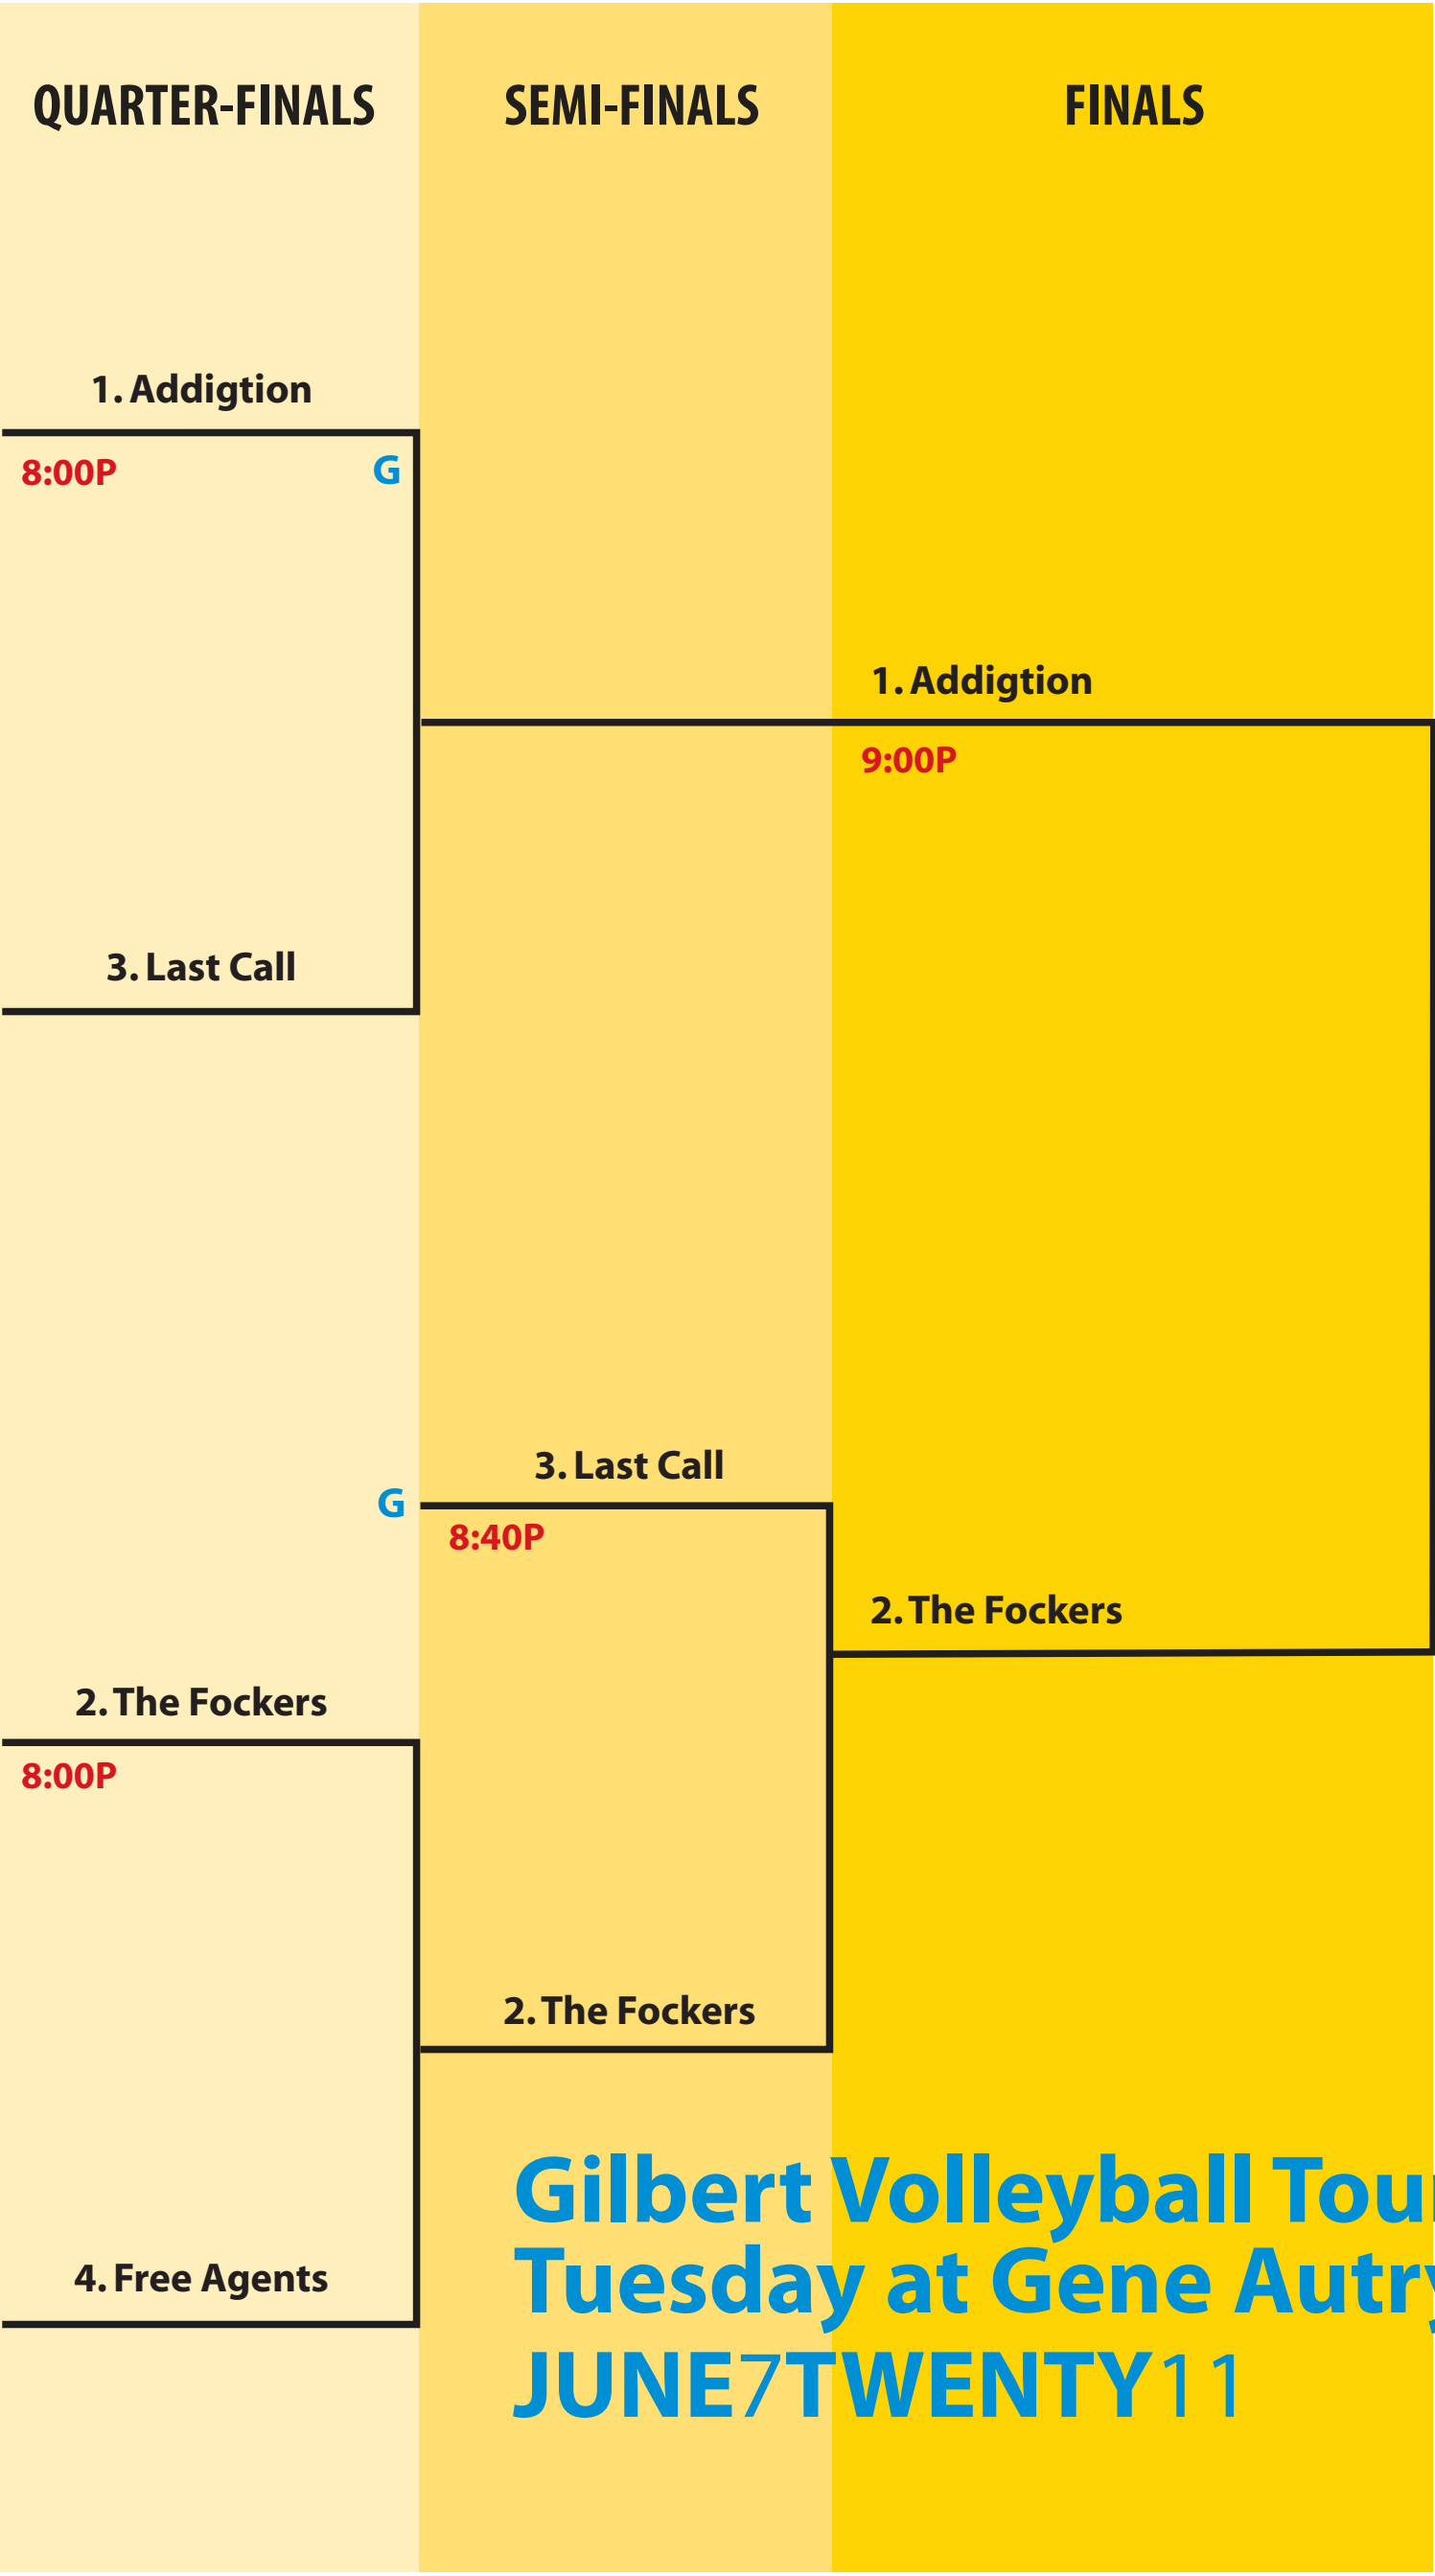 QUARTER-FINALS
SEMI-FINALS
FINALS
1. Addigtion
8:00P
G
1. Addigtion
9:00P
3. Last Call
3. Last Call
G
8:40P
2. The Fockers
2. The Fockers
8:00P
2. The Fockers
4. Free Agents
Gilbert Volleyball
Tuesday at Gene Autry
JUNE7TWENTY11